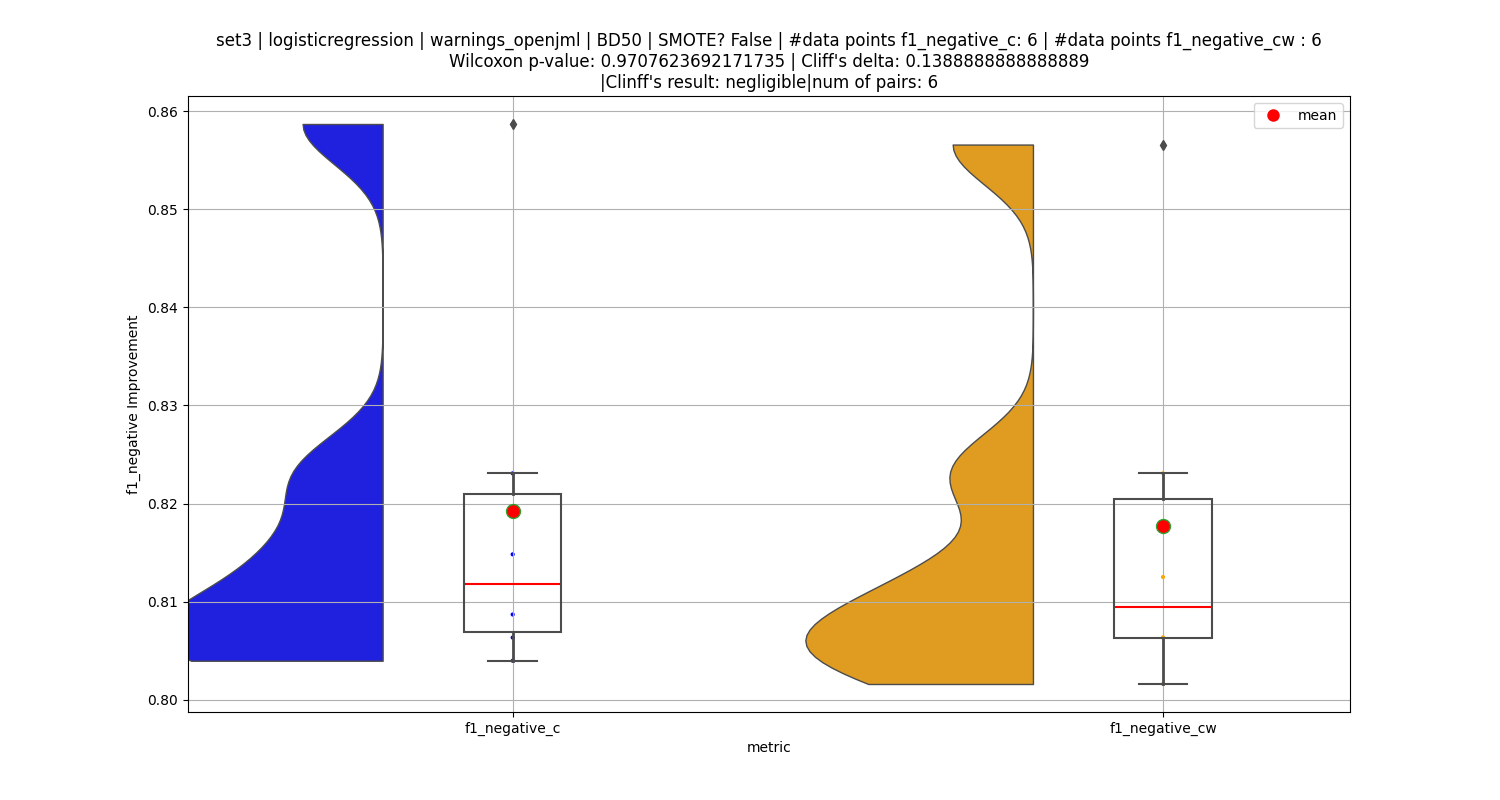 set3 | logisticregression | warnings_openjml | BD50 | SMOTE? False | #data points f1_negative_c: 6 | #data points f1_negative_cw : 6
Wilcoxon p-value: 0.9707623692171735 | Cliff's delta: 0.1388888888888889
|Clinff's result: negligible|num of pairs: 6
mean
0.86
0.85
0.84
0.83
0.82
0.81
0.80
f1_negative Improvement
f1_negative_c
f1_negative_cw
metric